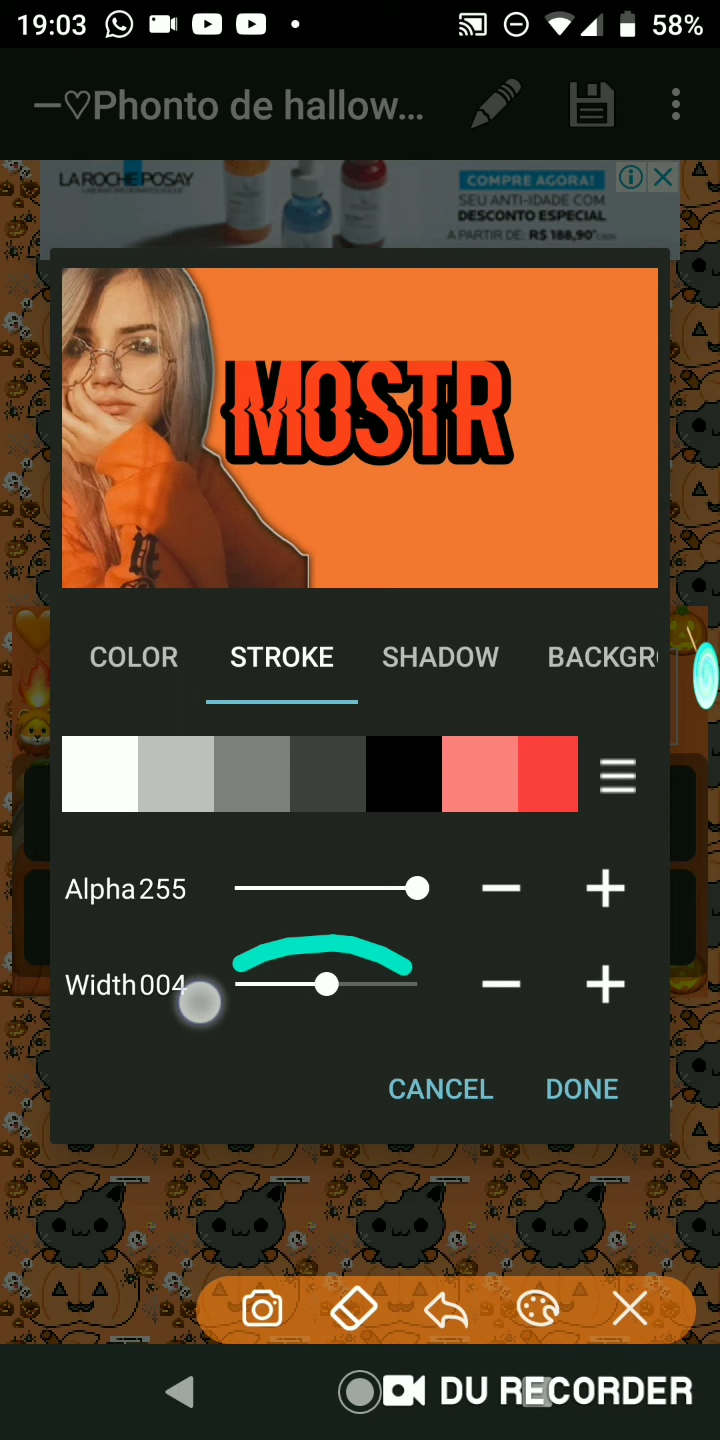 19:03
58%
—♡Phonto de hallow...
LA ROCHE POSAY
COMPRE AGORA!
SEU ANTI-IDADE COM
DESCONTO ESPECIAL
A PARTIR DE: R$ 188,90*
MOSTR
COLOR STROKE SHADOW BACKGR
Alpha 255
Width 004
CANCEL DONE
DU RECORDER